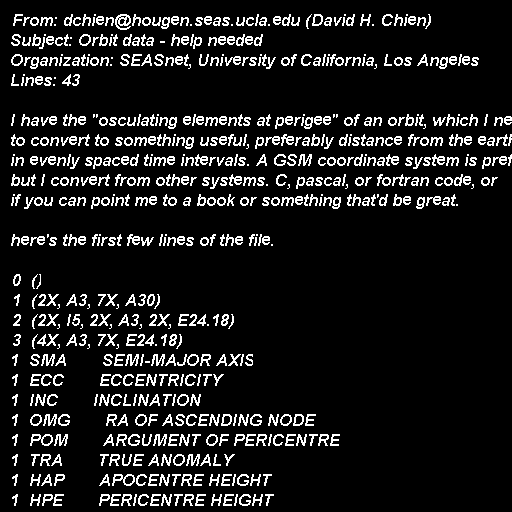 From: dchien@hougen.seas.ucla.edu (David H. Chien)
Subject: Orbit data - help needed
Organization: SEASnet, University of California, Los Angeles
Lines: 43

I have the "osculating elements at perigee" of an orbit, which I ne
to convert to something useful, preferably distance from the earth
in evenly spaced time intervals. A GSM coordinate system is pref
but I convert from other systems. C, pascal, or fortran code, or
if you can point me to a book or something that'd be great.

here's the first few lines of the file.

0 ()
1 (2X, A3, 7X, A30)
2 (2X, I5, 2X, A3, 2X, E24.18)
3 (4X, A3, 7X, E24.18)
1 SMA SEMI-MAJOR AXIS
1 ECC ECCENTRICITY
1 INC INCLINATION
1 OMG RA OF ASCENDING NODE
1 POM ARGUMENT OF PERICENTRE
1 TRA TRUE ANOMALY
1 HAP APOCENTRE HEIGHT
1 HPE PERICENTRE HEIGHT